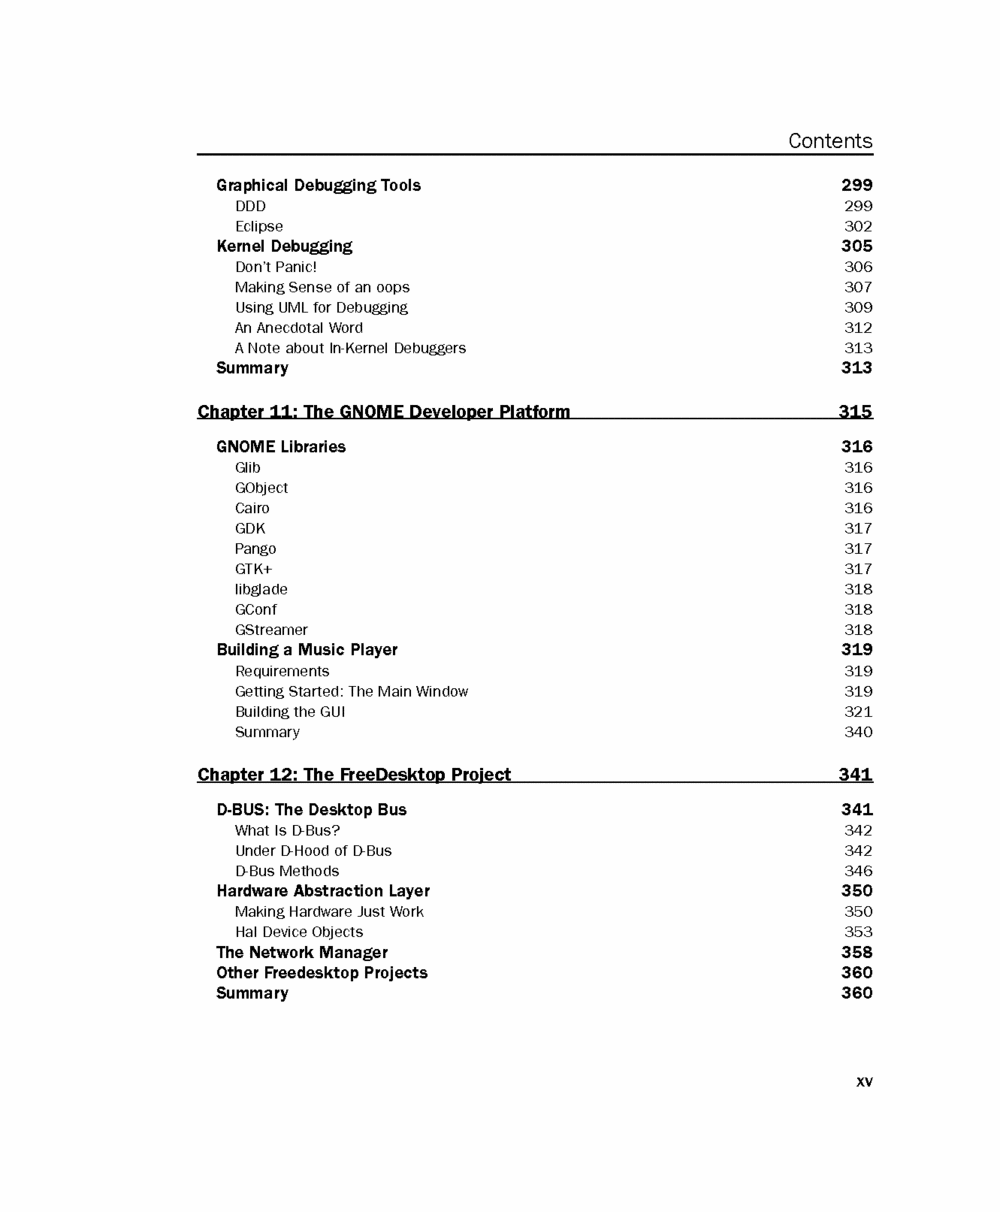 Contents
Graphical Debugging Tools 299
DDD 299
Eclipse 302
Kernel Debugging 305
Don't Panic! 306
Making Sense of an oops 307
Using UML for Debugging 309
An Anecdotal Word 312
A Note about In-Kernel Debuggers 313
Summary 313
Chapter 11: The GNOME Developer Platform 315
GNOME Libraries 316
Glib 316
GObject 316
Cairo 316
GDK 317
Pango 317
GTK+ 317
libglade 318
GConf 318
GStreamer 318
Building a Music Player 319
Requirements 319
Getting Started: The Main Window 319
Building the GUI 321
Summary 340
Chapter 12: The FreeDesktop Project 341
D-BUS: The Desktop Bus 341
What Is D-Bus? 342
Under D-Hood of D-Bus 342
D-Bus Methods 346
Hardware Abstraction Layer 350
Making Hardware Just Work 350
Hal Device Objects 353
The Network Manager 358
Other Freedesktop Projects 360
Summary 360
xv